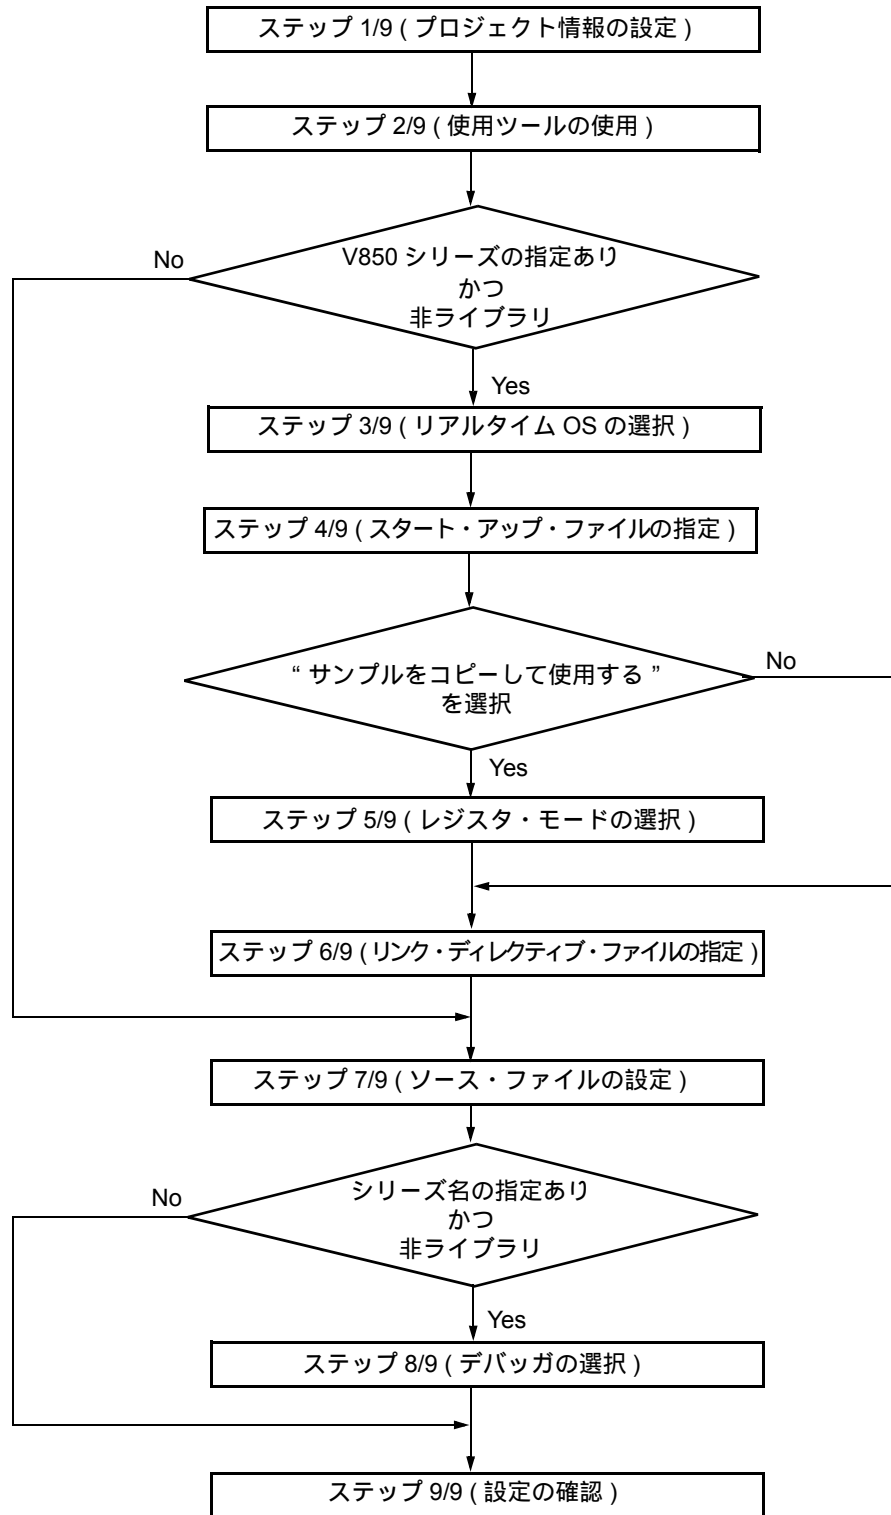 ステップ 1/9 ( プロジェクト情報の設定 )
ステップ 2/9 ( 使用ツールの使用 )
V850 シリーズの指定あり
No
かつ
非ライブラリ
Yes
ステップ 3/9 ( リアルタイム OS の選択 )
ステップ 4/9 ( スタート・アップ・ファイルの指定 )
“ サンプルをコピーして使用する ”
No
を選択
Yes
ステップ 5/9 ( レジスタ・モードの選択 )
ステップ 6/9 ( リンク・ディレクティブ・ファイルの指定 )
ステップ 7/9 ( ソース・ファイルの設定 )
シリーズ名の指定あり
No
かつ
非ライブラリ
Yes
ステップ 8/9 ( デバッガの選択 )
ステップ 9/9 ( 設定の確認 )